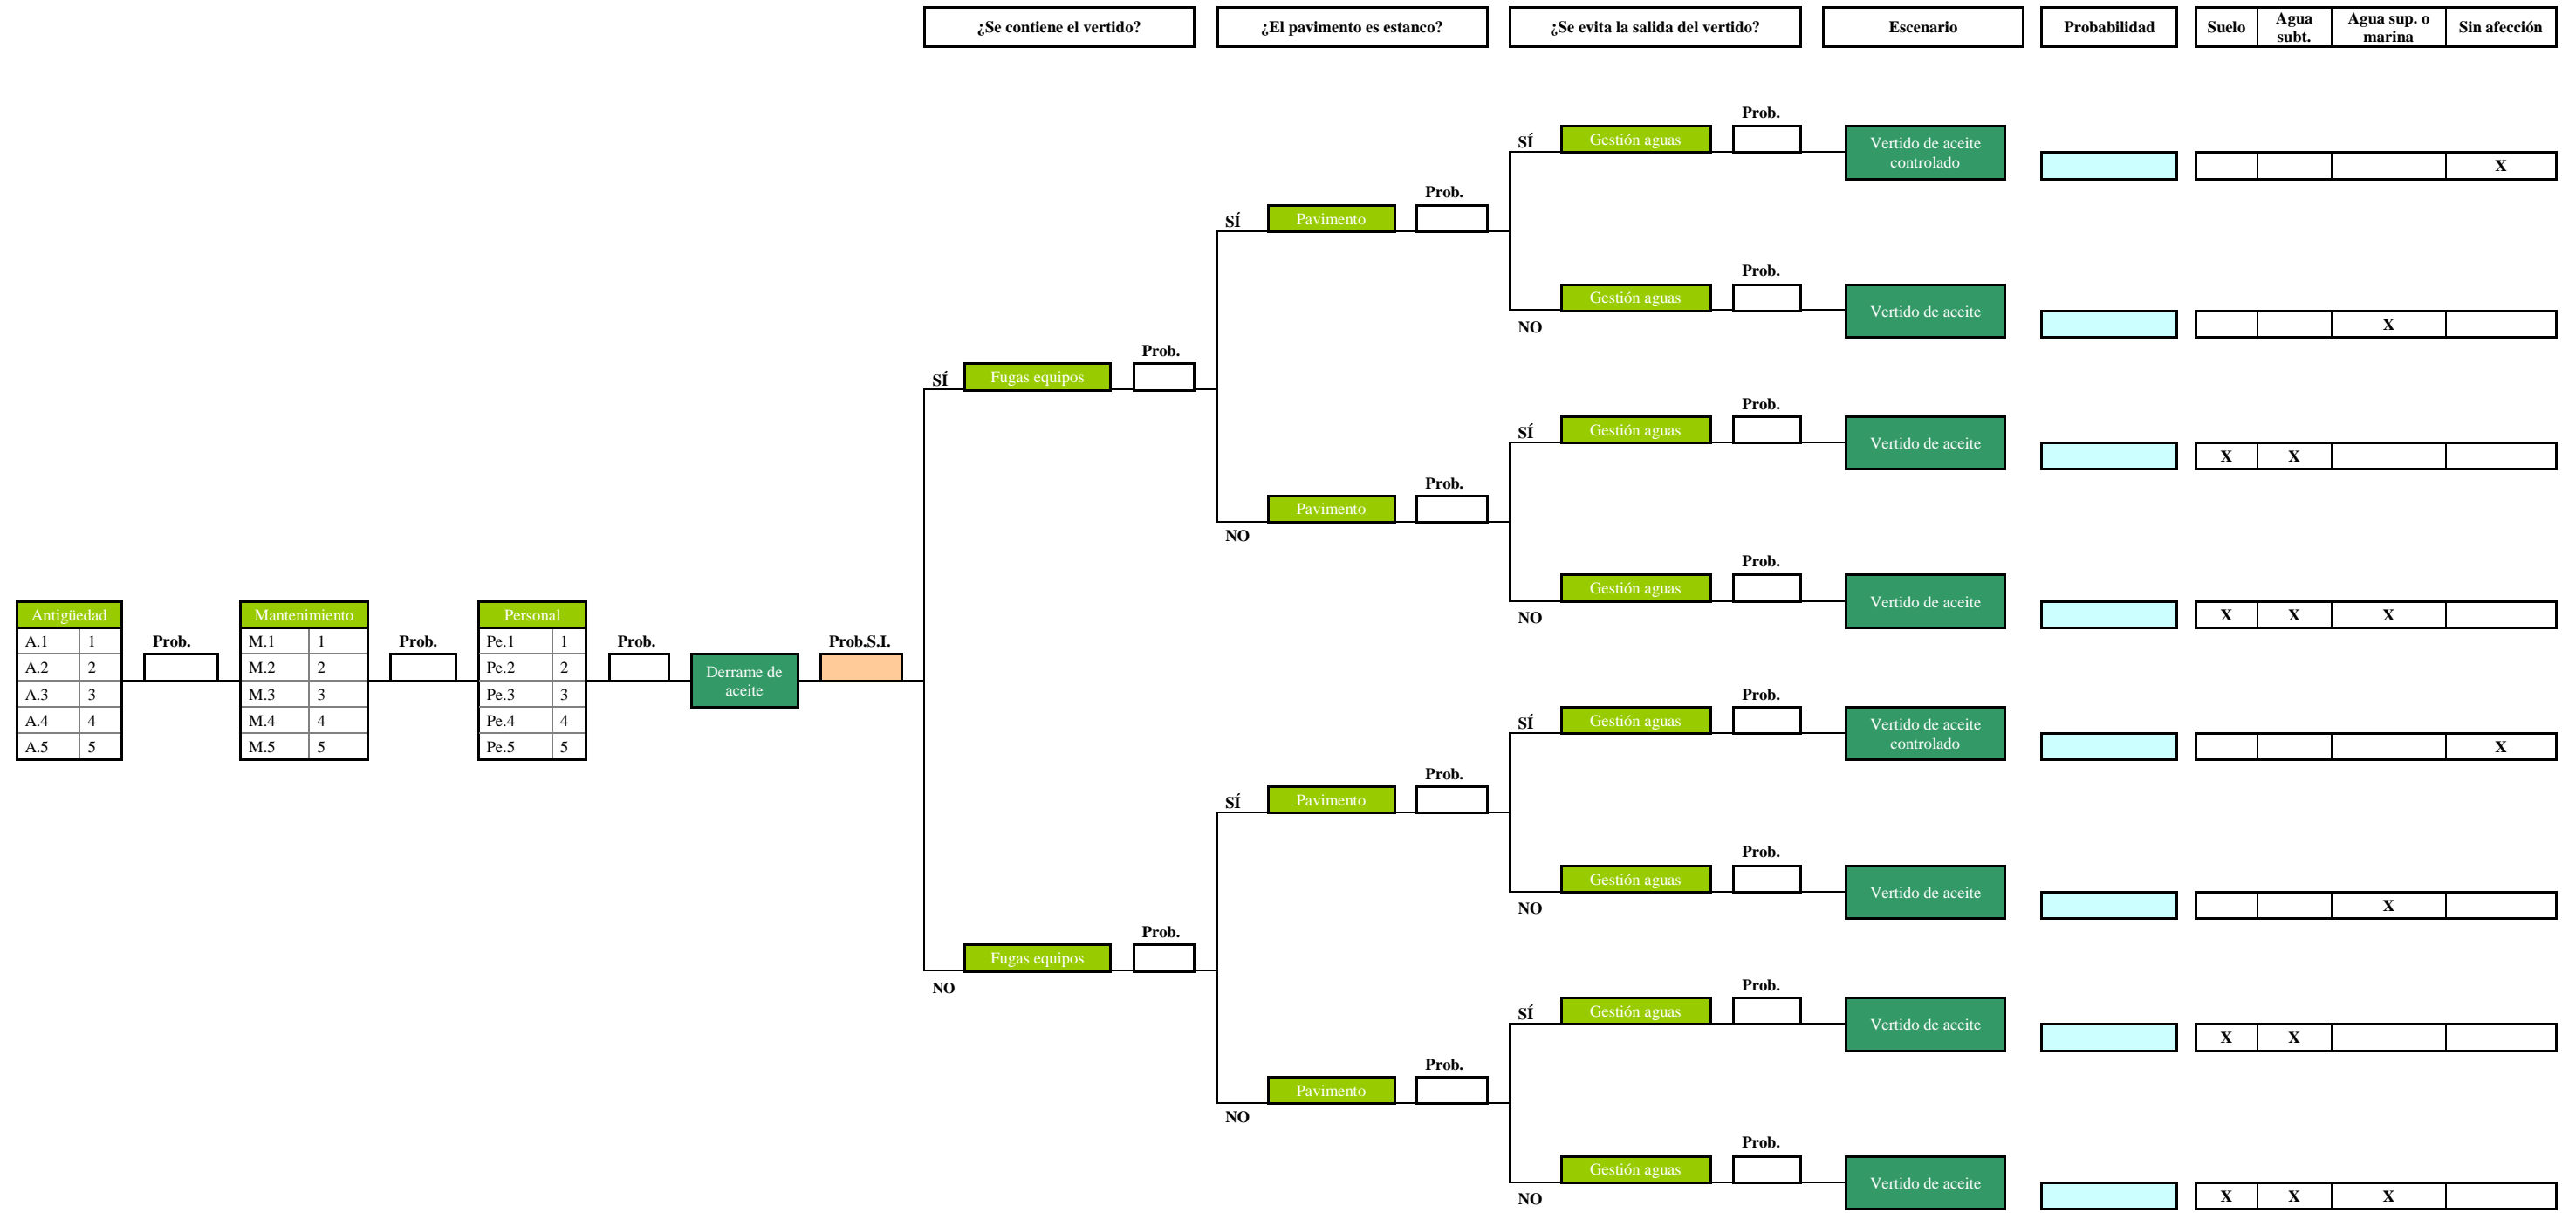 ¿Se contiene el vertido?
¿El pavimento es estanco?
¿Se evita la salida del vertido?
Escenario
Probabilidad
Suelo
Agua
subt.
Agua sup. o
marina
Sin afección
Prob.
SÍ
Gestión aguas
Vertido de aceite
controlado
X
Prob.
SÍ
Pavimento
Prob.
Gestión aguas
Vertido de aceite
NO
X
Prob.
SÍ
Fugas equipos
Prob.
SÍ
Gestión aguas
Vertido de aceite
X X
Prob.
Pavimento
NO
Prob.
Gestión aguas
Vertido de aceite
NO
X X X
Antigüedad
A.1 1
A.2 2
A.3 3
A.4 4
A.5 5
Prob.
Mantenimiento
M.1 1
M.2 2
M.3 3
M.4 4
M.5 5
Prob.
Personal
Pe.1 1
Pe.2 2
Pe.3 3
Pe.4 4
Pe.5 5
Prob.
Derrame de
aceite
Prob.S.I.
Prob.
SÍ
Gestión aguas
Vertido de aceite
controlado
X
Prob.
SÍ
Pavimento
Prob.
Gestión aguas
Vertido de aceite
NO
X
Prob.
Fugas equipos
NO
Prob.
SÍ
Gestión aguas
Vertido de aceite
X X
Prob.
Pavimento
NO
Prob.
Gestión aguas
Vertido de aceite
NO
X X X